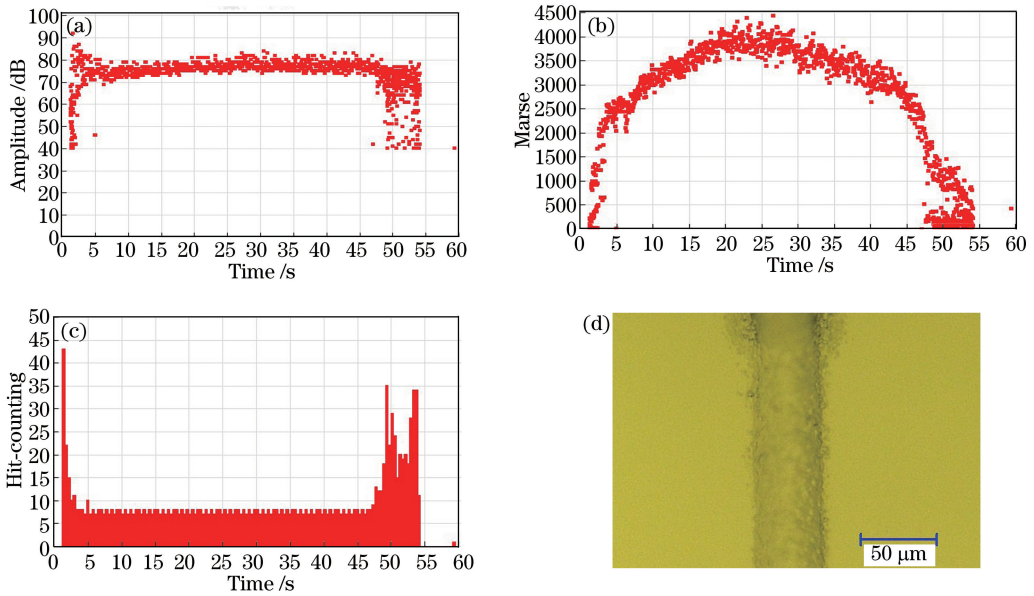 (a)
100
90
80
70
60
50
40
30
20
10
0
Amplitude /dB
0 5 10 15 20 25 30 35 40 45 50 55 60
Time /s
(b)
4500
4000
3500
3000
2500
2000
1500
1000
500
0
Marse
0 5 10 15 20 25 30 35 40 45 50 55 60
Time /s
(c)
50
45
40
35
30
25
20
15
10
5
0
Hit-counting
0 5 10 15 20 25 30 35 40 45 50 55 60
Time /s
(d)
50 μm